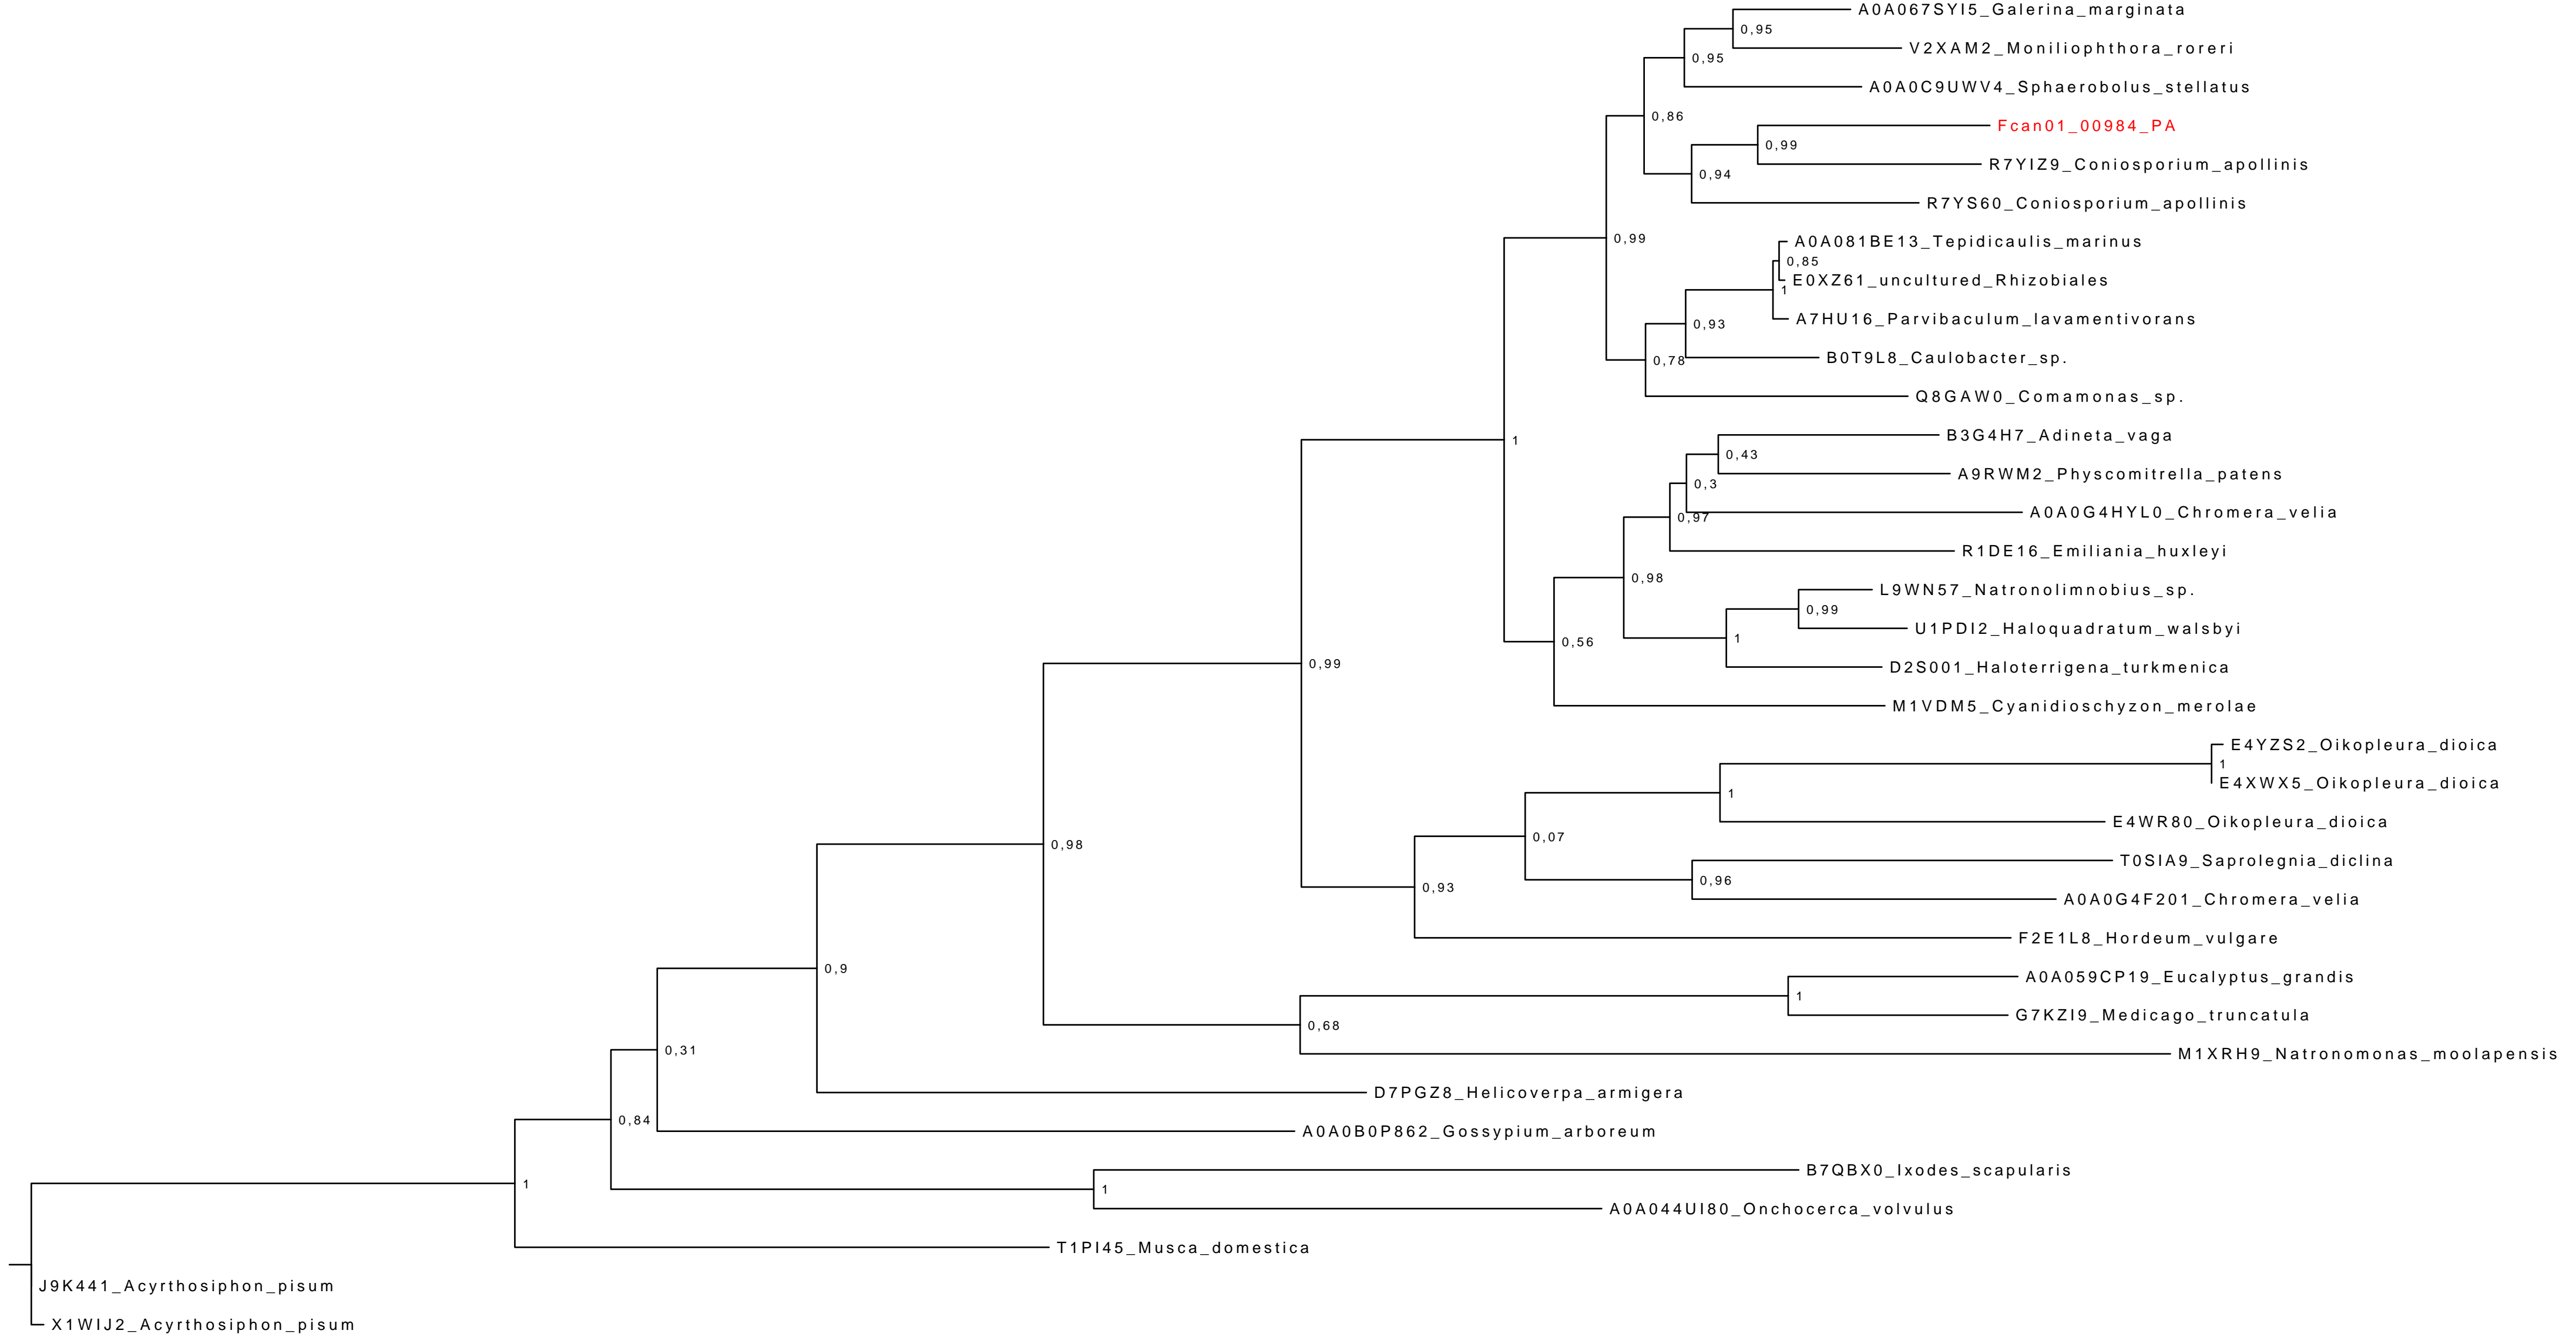 A0A067SYI5_Galerina_marginata
0,95
V2XAM2_Moniliophthora_roreri
0,95
A0A0C9UWV4_Sphaerobolus_stellatus
0,86
Fcan01_00984_PA
0,99
R7YIZ9_Coniosporium_apollinis
0,94
R7YS60_Coniosporium_apollinis
0,99
A0A081BE13_Tepidicaulis_marinus
0,85
E0XZ61_uncultured_Rhizobiales
1
A7HU16_Parvibaculum_lavamentivorans
0,93
B0T9L8_Caulobacter_sp.
0,78
Q8GAW0_Comamonas_sp.
1
B3G4H7_Adineta_vaga
0,43
A9RWM2_Physcomitrella_patens
0,3
A0A0G4HYL0_Chromera_velia
0,97
R1DE16_Emiliania_huxleyi
0,98
L9WN57_Natronolimnobius_sp.
0,99
U1PDI2_Haloquadratum_walsbyi
1
0,56
D2S001_Haloterrigena_turkmenica
0,99
M1VDM5_Cyanidioschyzon_merolae
E4YZS2_Oikopleura_dioica
1
E4XWX5_Oikopleura_dioica
1
E4WR80_Oikopleura_dioica
0,07
0,98
T0SIA9_Saprolegnia_diclina
0,96
0,93
A0A0G4F201_Chromera_velia
F2E1L8_Hordeum_vulgare
0,9
A0A059CP19_Eucalyptus_grandis
1
G7KZI9_Medicago_truncatula
0,68
0,31
M1XRH9_Natronomonas_moolapensis
D7PGZ8_Helicoverpa_armigera
0,84
A0A0B0P862_Gossypium_arboreum
B7QBX0_Ixodes_scapularis
1
1
A0A044UI80_Onchocerca_volvulus
T1PI45_Musca_domestica
J9K441_Acyrthosiphon_pisum
X1WIJ2_Acyrthosiphon_pisum